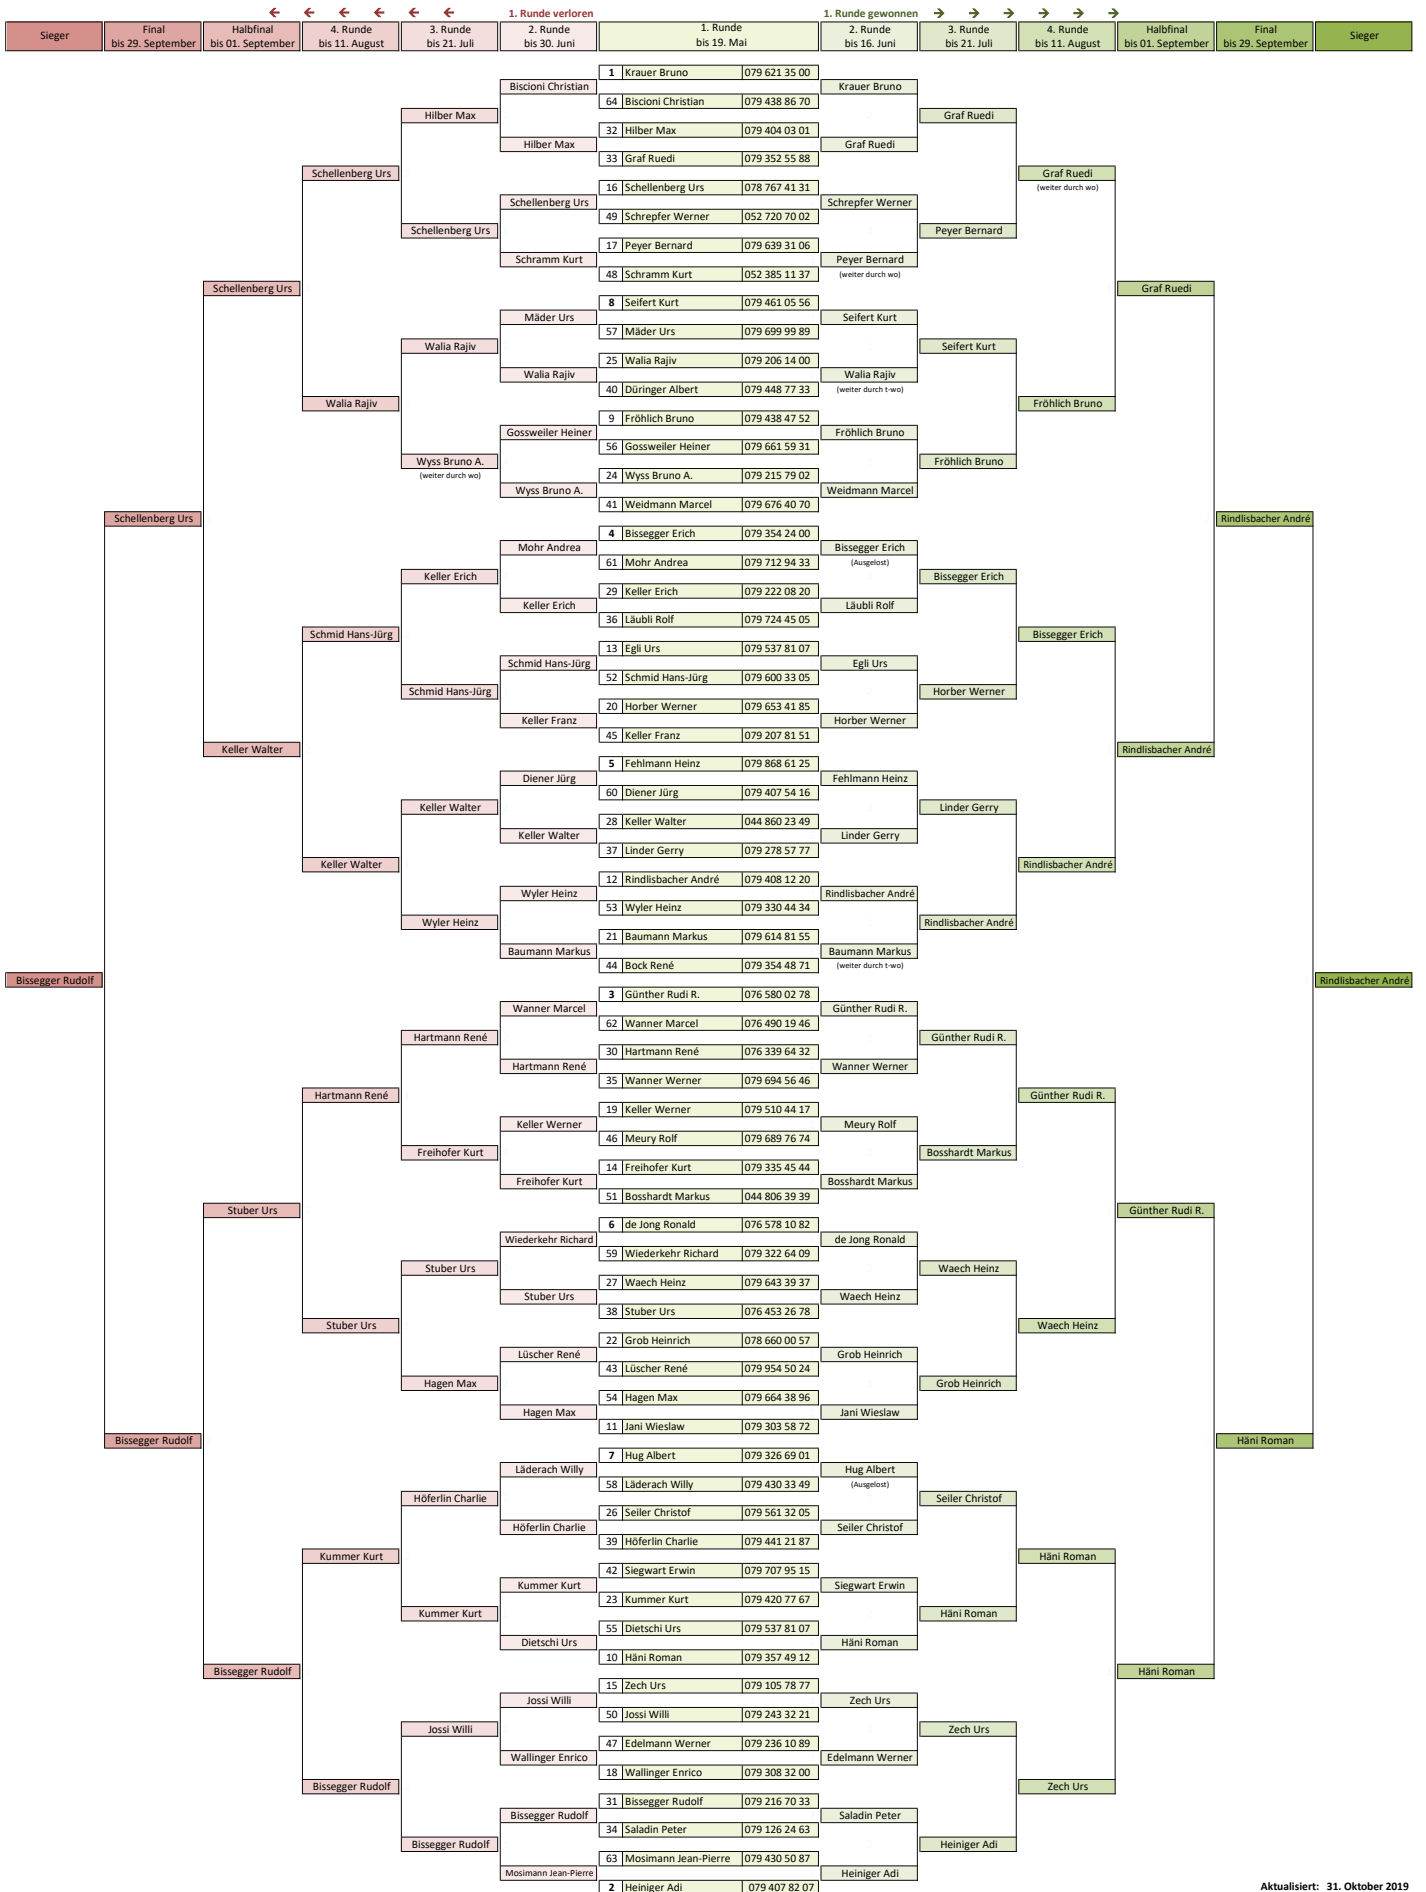 ← ← ← ← ← ← 1. Runde verloren 1. Runde gewonnen → → → → → →
Sieger Final Halbfinal 4. Runde 3. Runde 2. Runde 1. Runde 2. Runde 3. Runde 4. Runde Halbfinal Final Sieger
bis 29. September bis 01. September bis 11. August bis 21. Juli bis 30. Juni bis 19. Mai bis 16. Juni bis 21. Juli bis 11. August bis 01. September bis 29. September
1 Krauer Bruno 079 621 35 00
Biscioni Christian Krauer Bruno
64 Biscioni Christian 079 438 86 70
Hilber Max Graf Ruedi
32 Hilber Max 079 404 03 01
Hilber Max Graf Ruedi
33 Graf Ruedi 079 352 55 88
Schellenberg Urs Graf Ruedi
16 Schellenberg Urs 078 767 41 31 (weiter durch wo)
Schellenberg Urs Schrepfer Werner
49 Schrepfer Werner 052 720 70 02
Schellenberg Urs Peyer Bernard
17 Peyer Bernard 079 639 31 06
Schramm Kurt Peyer Bernard
48 Schramm Kurt 052 385 11 37 (weiter durch wo)
Schellenberg Urs Graf Ruedi
8 Seifert Kurt 079 461 05 56
Mäder Urs Seifert Kurt
57 Mäder Urs 079 699 99 89
Walia Rajiv Seifert Kurt
25 Walia Rajiv 079 206 14 00
Walia Rajiv Walia Rajiv
40 Düringer Albert 079 448 77 33 (weiter durch t-wo)
Walia Rajiv Fröhlich Bruno
9 Fröhlich Bruno 079 438 47 52
Gossweiler Heiner Fröhlich Bruno
56 Gossweiler Heiner 079 661 59 31
Wyss Bruno A. Fröhlich Bruno
(weiter durch wo) 24 Wyss Bruno A. 079 215 79 02
Wyss Bruno A. Weidmann Marcel
41 Weidmann Marcel 079 676 40 70
Schellenberg Urs Rindlisbacher André
4 Bissegger Erich 079 354 24 00
Mohr Andrea Bissegger Erich
61 Mohr Andrea 079 712 94 33 (Ausgelost)
Keller Erich Bissegger Erich
29 Keller Erich 079 222 08 20
Keller Erich Läubli Rolf
36 Läubli Rolf 079 724 45 05
Schmid Hans-Jürg Bissegger Erich
13 Egli Urs 079 537 81 07
Schmid Hans-Jürg Egli Urs
52 Schmid Hans-Jürg 079 600 33 05
Schmid Hans-Jürg Horber Werner
20 Horber Werner 079 653 41 85
Keller Franz Horber Werner
45 Keller Franz 079 207 81 51
Keller Walter Rindlisbacher André
5 Fehlmann Heinz 079 868 61 25
Diener Jürg Fehlmann Heinz
60 Diener Jürg 079 407 54 16
Keller Walter Linder Gerry
28 Keller Walter 044 860 23 49
Keller Walter Linder Gerry
37 Linder Gerry 079 278 57 77
Keller Walter Rindlisbacher André
12 Rindlisbacher André 079 408 12 20
Wyler Heinz Rindlisbacher André
53 Wyler Heinz 079 330 44 34
Wyler Heinz Rindlisbacher André
21 Baumann Markus 079 614 81 55
Baumann Markus Baumann Markus
44 Bock René 079 354 48 71 (weiter durch t-wo)
Bissegger Rudolf Rindlisbacher André
3 Günther Rudi R. 076 580 02 78
Wanner Marcel Günther Rudi R.
62 Wanner Marcel 076 490 19 46
Hartmann René Günther Rudi R.
30 Hartmann René 076 339 64 32
Hartmann René Wanner Werner
35 Wanner Werner 079 694 56 46
Hartmann René Günther Rudi R.
19 Keller Werner 079 510 44 17
Keller Werner Meury Rolf
46 Meury Rolf 079 689 76 74
Freihofer Kurt Bosshardt Markus
14 Freihofer Kurt 079 335 45 44
Freihofer Kurt Bosshardt Markus
51 Bosshardt Markus 044 806 39 39
Stuber Urs Günther Rudi R.
6 de Jong Ronald 076 578 10 82
Wiederkehr Richard de Jong Ronald
59 Wiederkehr Richard 079 322 64 09
Stuber Urs Waech Heinz
27 Waech Heinz 079 643 39 37
Stuber Urs Waech Heinz
38 Stuber Urs 076 453 26 78
Stuber Urs Waech Heinz
22 Grob Heinrich 078 660 00 57
Lüscher René Grob Heinrich
43 Lüscher René 079 954 50 24
Hagen Max Grob Heinrich
54 Hagen Max 079 664 38 96
Hagen Max Jani Wieslaw
11 Jani Wieslaw 079 303 58 72
Bissegger Rudolf Häni Roman
7 Hug Albert 079 326 69 01
Läderach Willy Hug Albert
58 Läderach Willy 079 430 33 49 (Ausgelost)
Höferlin Charlie Seiler Christof
26 Seiler Christof 079 561 32 05
Höferlin Charlie Seiler Christof
39 Höferlin Charlie 079 441 21 87
Kummer Kurt Häni Roman
42 Siegwart Erwin 079 707 95 15
Kummer Kurt Siegwart Erwin
23 Kummer Kurt 079 420 77 67
Kummer Kurt Häni Roman
55 Dietschi Urs 079 537 81 07
Dietschi Urs Häni Roman
10 Häni Roman 079 357 49 12
Bissegger Rudolf Häni Roman
15 Zech Urs 079 105 78 77
Jossi Willi Zech Urs
50 Jossi Willi 079 243 32 21
Jossi Willi Zech Urs
47 Edelmann Werner 079 236 10 89
Wallinger Enrico Edelmann Werner
18 Wallinger Enrico 079 308 32 00
Bissegger Rudolf Zech Urs
31 Bissegger Rudolf 079 216 70 33
Bissegger Rudolf Saladin Peter
34 Saladin Peter 079 126 24 63
Bissegger Rudolf Heiniger Adi
63 Mosimann Jean-Pierre 079 430 50 87
Mosimann Jean-Pierre Heiniger Adi
2 Heiniger Adi 079 407 82 07
Aktualisiert: 31. Oktober 2019